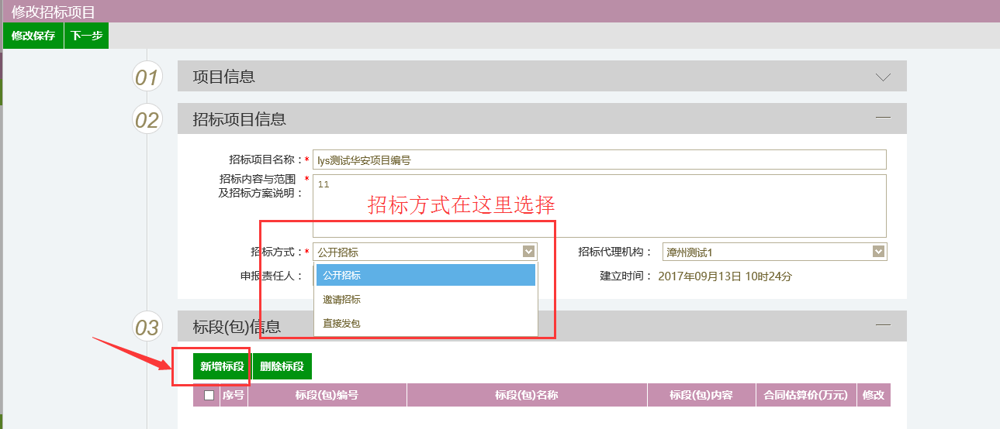 修改招标项目
修改保存 下一步
01 项目信息
02 招标项目信息
招标项目名称：* lys测试华安项目编号
招标内容与范围 *
及招标方案说明：
11
招标方式在这里选择
招标方式：* 公开招标 招标代理机构： 漳州测试1
申报责任人： 公开招标 建立时间： 2017年09月13日 10时24分
邀请招标
直接发包
03 标段(包)信息
新增标段 删除标段
序号 标段(包)编号 标段(包)名称 标段(包)内容 合同估算价(万元) 修改